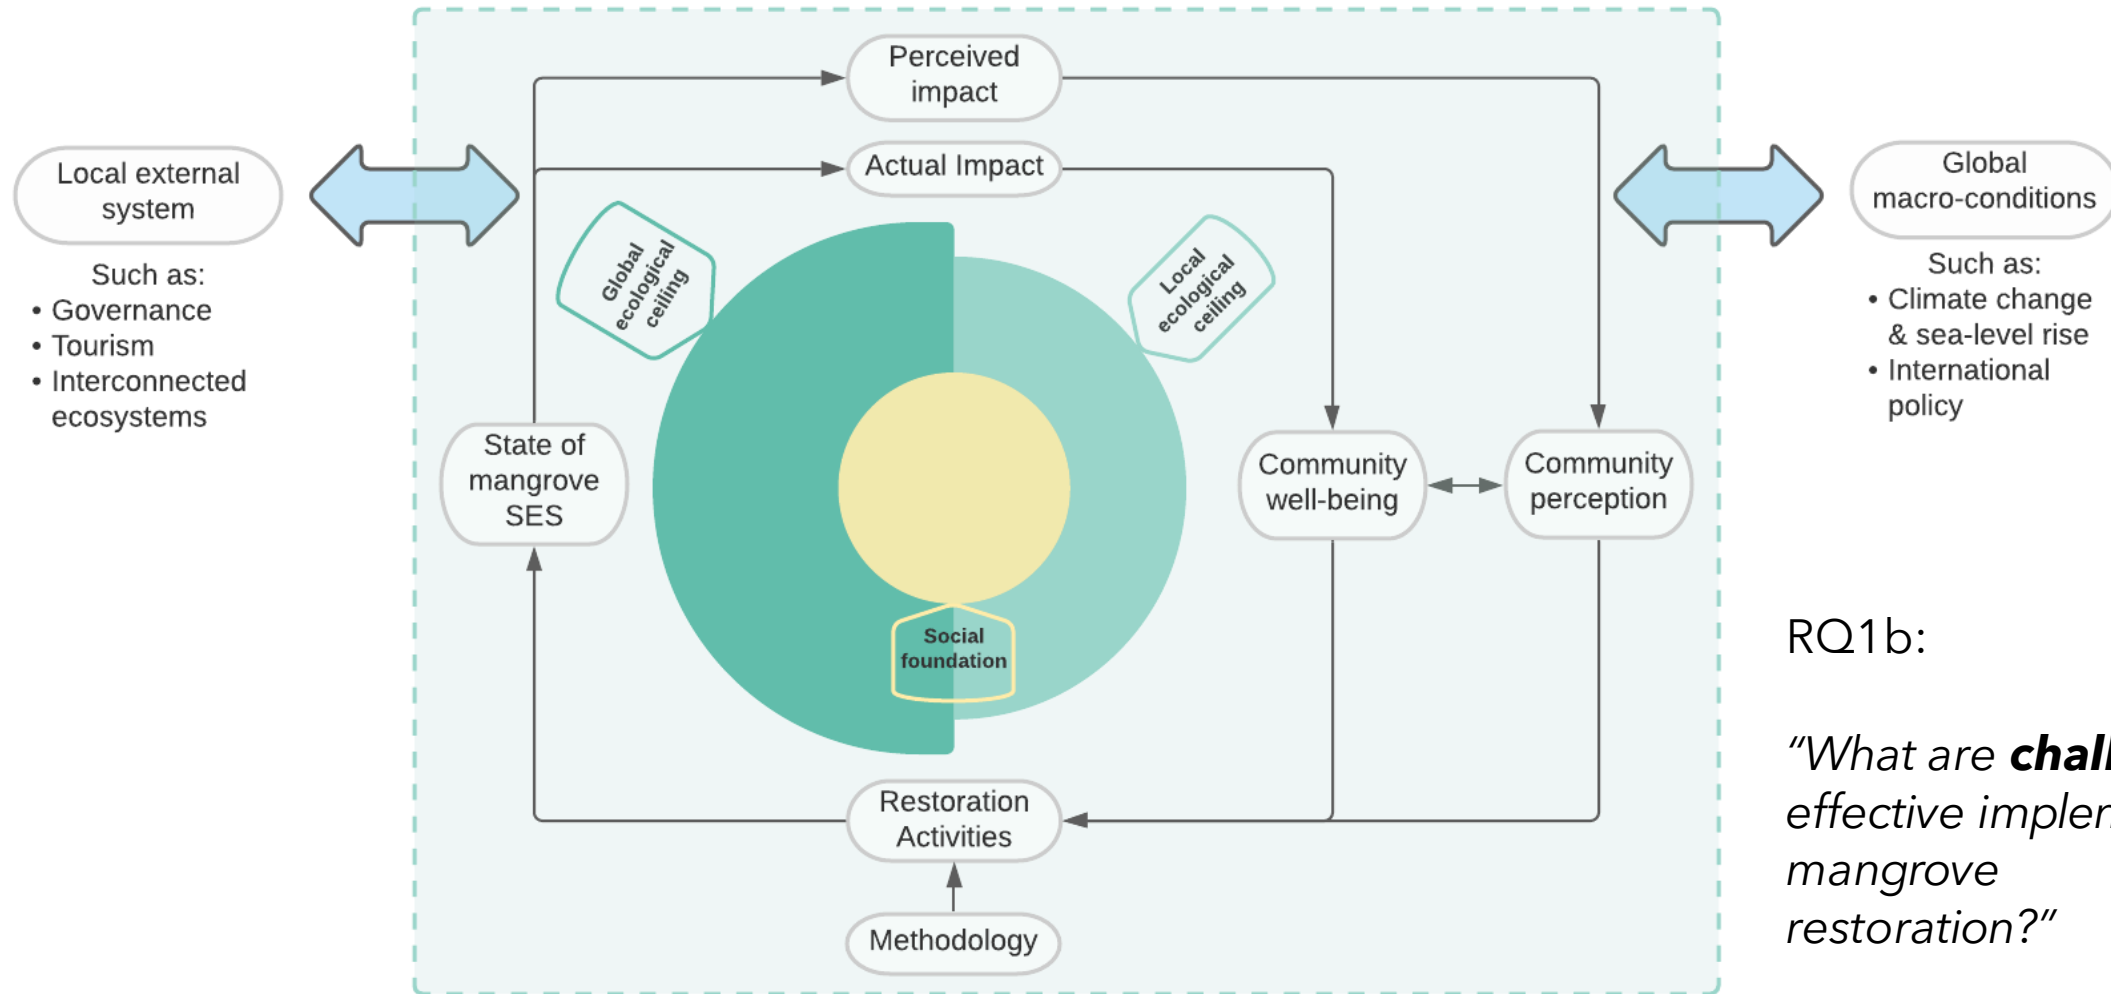 Perceived
impact
Actual Impact
Local external
system
Such as:
• Governance
• Tourism
• Interconnected
ecosystems
Global
macro-conditions
Such as:
• Climate change
& sea-level rise
• International
policy
Global
ecological
ceiling
Local
ecological
ceiling
State of
mangrove
SES
Community
well-being
Community
perception
Social
foundation
Restoration
Activities
Methodology
RQ1b:
“What are
effective
mangrove
restoration?”